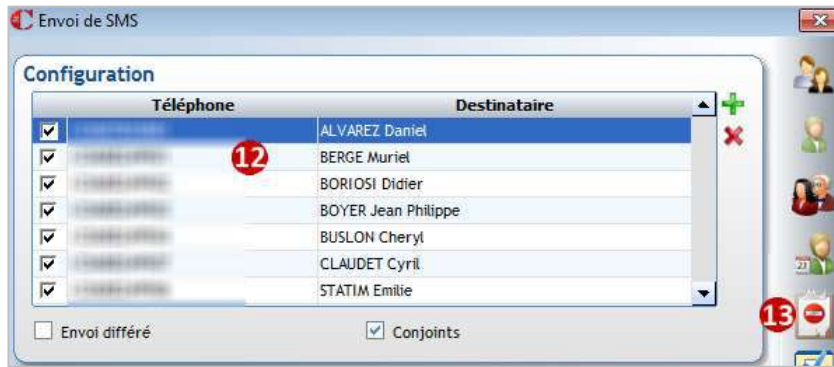 Envoi de SMS
Configuration
Téléphone Destinataire
ALVAREZ Daniel
12
BERGE Muriel
BORIOSI Didier
BOYER Jean Philippe
BUSLON Cheryl
CLAUDET Cyril
23
STATIM Emilie
13
Envoi différé Conjoints